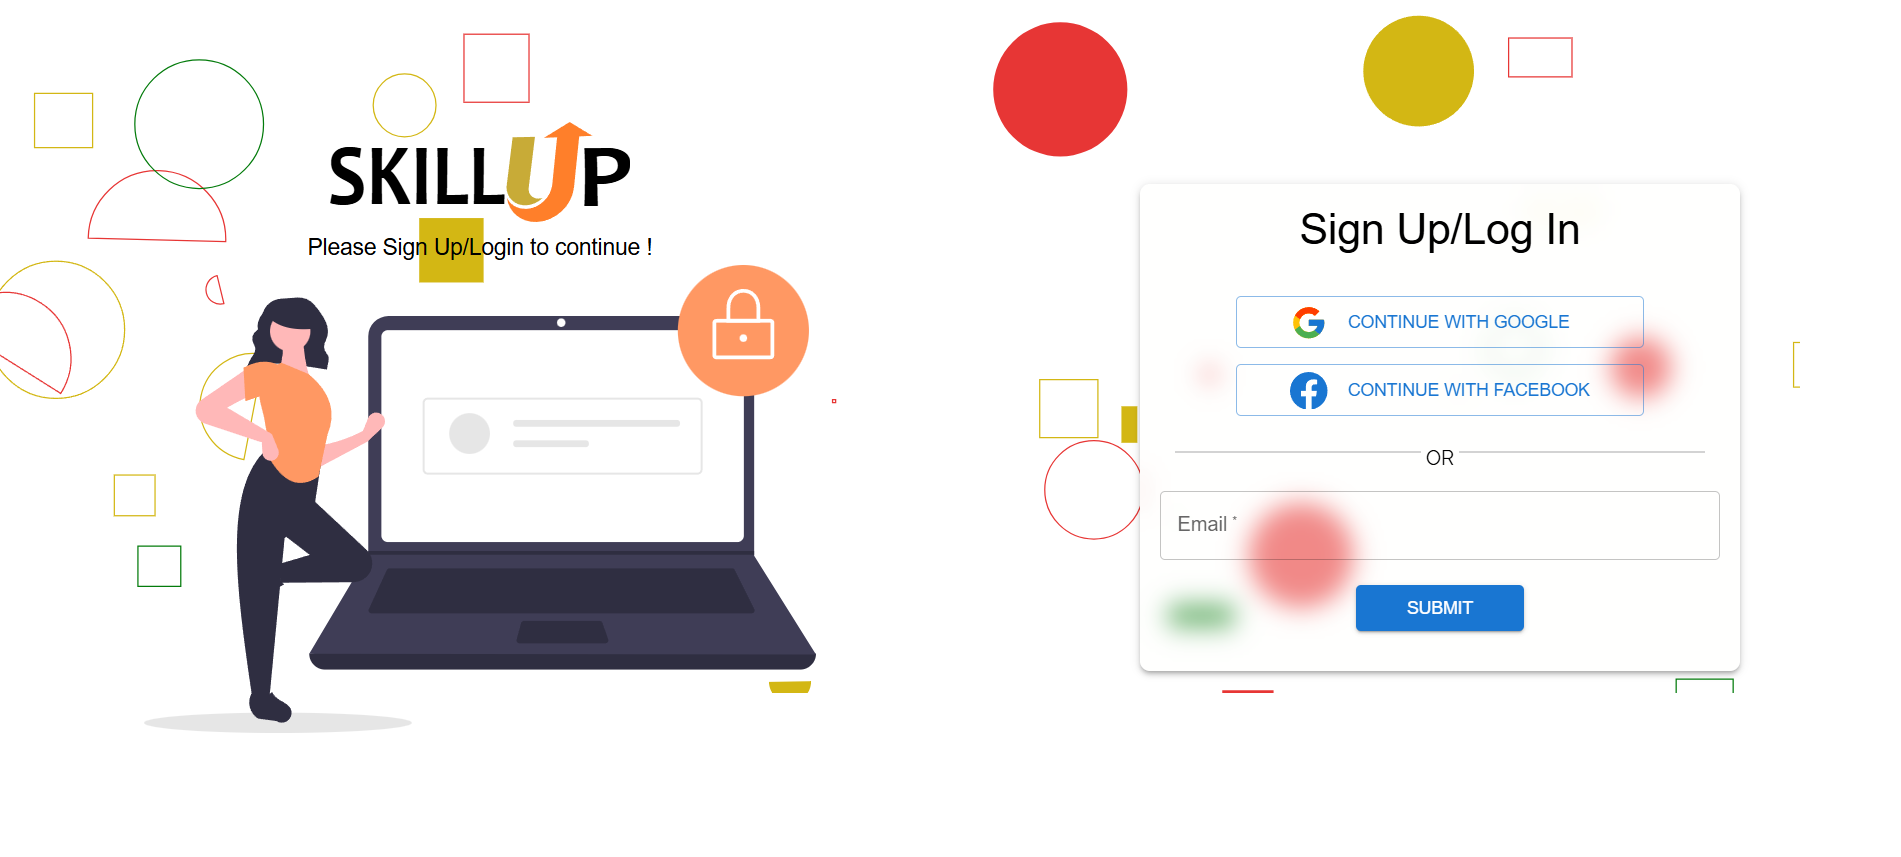 SKILLUP
Please Sign Up/Login to continue !
Sign Up/Log In
CONTINUE WITH GOOGLE
CONTINUE WITH FACEBOOK
OR
Email *
SUBMIT